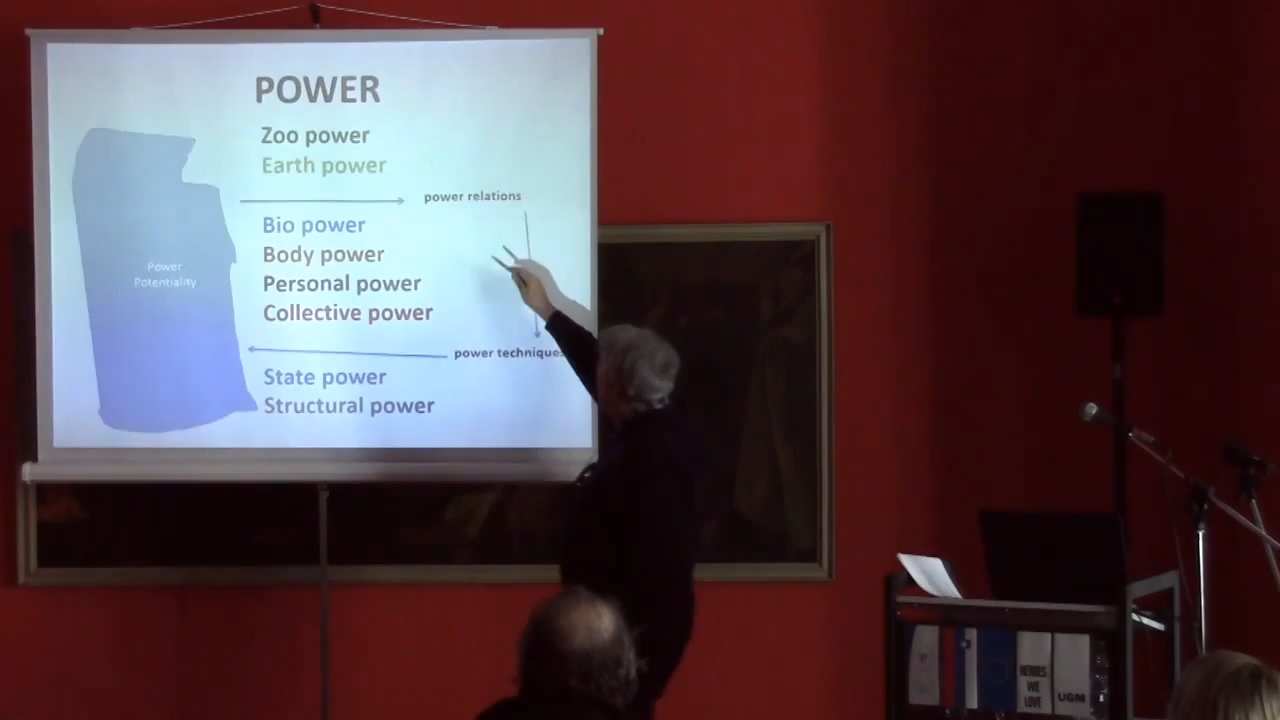 POWER
Zoo power
Earth power
power relations
Bio power
Body power
Power
Potentiality
Personal power
Collective power
power technique
State power
Structural power
HEROES
WE
LOVE
UGM